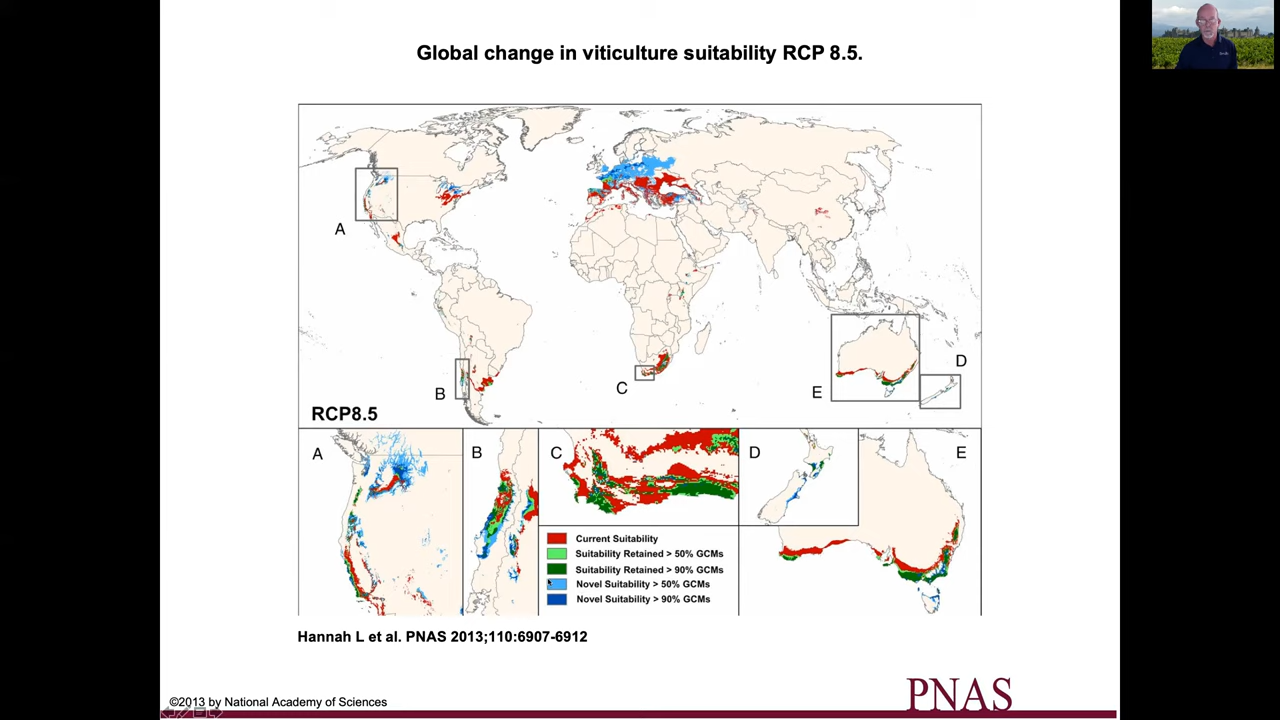 Global change in viticulture suitability RCP 8.5.
A
B
C
D
E
RCP8.5
A
B
C
D
E
Current Suitability
Suitability Retained > 50% GCMs
Suitability Retained > 90% GCMs
Novel Suitability > 50% GCMs
Novel Suitability > 90% GCMs
Hannah L et al. PNAS 2013;110:6907-6912
©2013 by National Academy of Sciences
PNAS